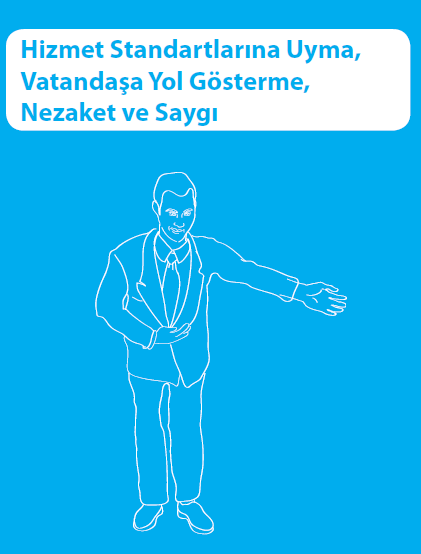 Hizmet Standartlarına Uyma,
Vatandaşa Yol Gösterme,
Nezaket ve Saygı